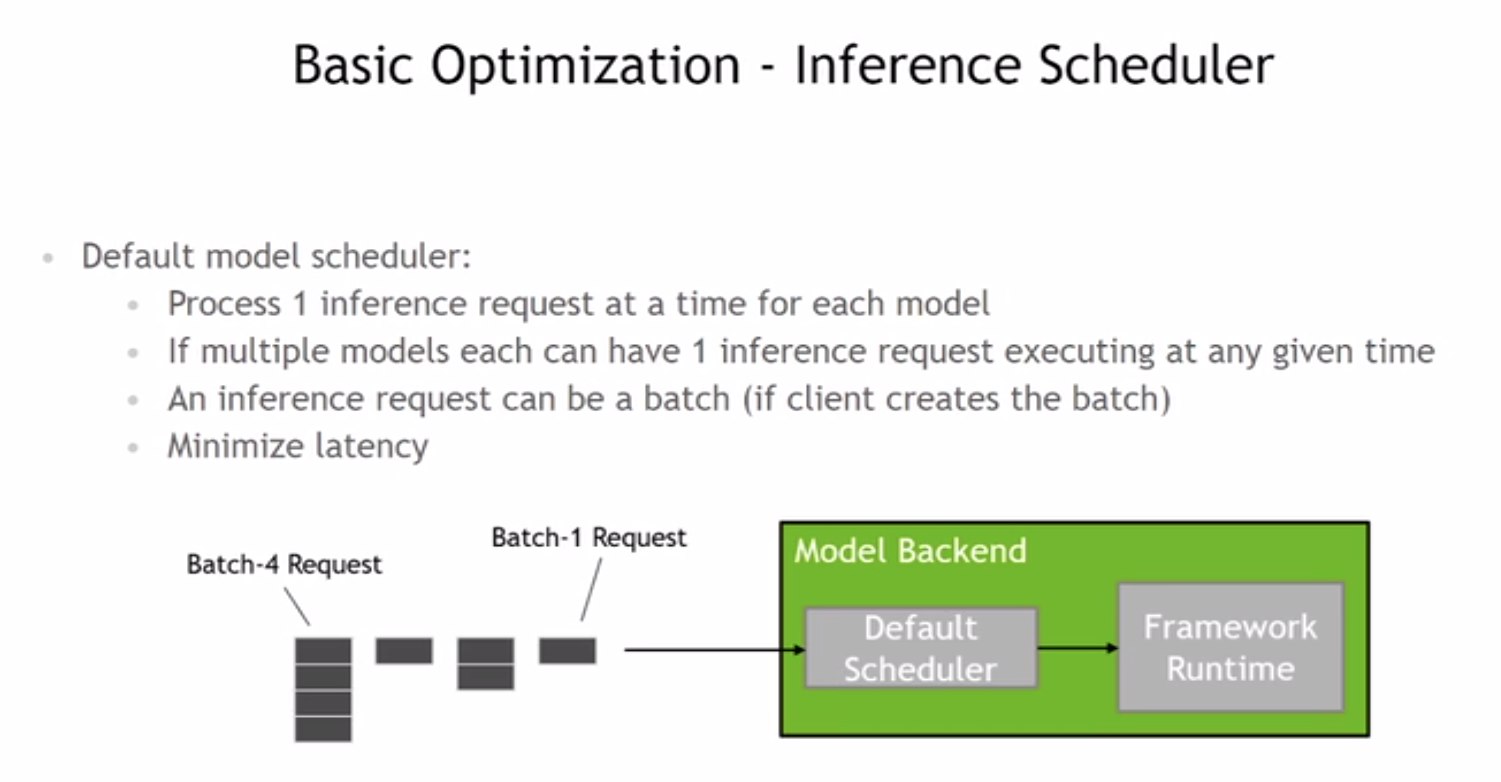 Basic Optimization - Inference Scheduler
Default model scheduler:
Process 1 inference request at a time for each model
If multiple models each can have 1 inference request executing at any given time
An inference request can be a batch (if client creates the batch)
Minimize latency
Batch-4 Request
Batch-1 Request
Model Backend
Default
Scheduler
Framework
Runtime